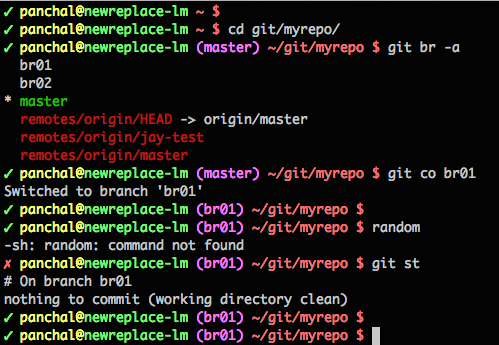 ✓ panchal@newreplace-lm ~ $
✓ panchal@newreplace-lm ~ $ cd git/myrepo/
✓ panchal@newreplace-lm (master) ~/git/myrepo $ git br -a
  br01
  br02
* master
  remotes/origin/HEAD -> origin/master
  remotes/origin/jay-test
  remotes/origin/master
✓ panchal@newreplace-lm (master) ~/git/myrepo $ git co br01
Switched to branch 'br01'
✓ panchal@newreplace-lm (br01) ~/git/myrepo $
✓ panchal@newreplace-lm (br01) ~/git/myrepo $ random
-sh: random: command not found
✗ panchal@newreplace-lm (br01) ~/git/myrepo $ git st
# On branch br01
nothing to commit (working directory clean)
✓ panchal@newreplace-lm (br01) ~/git/myrepo $
✓ panchal@newreplace-lm (br01) ~/git/myrepo $